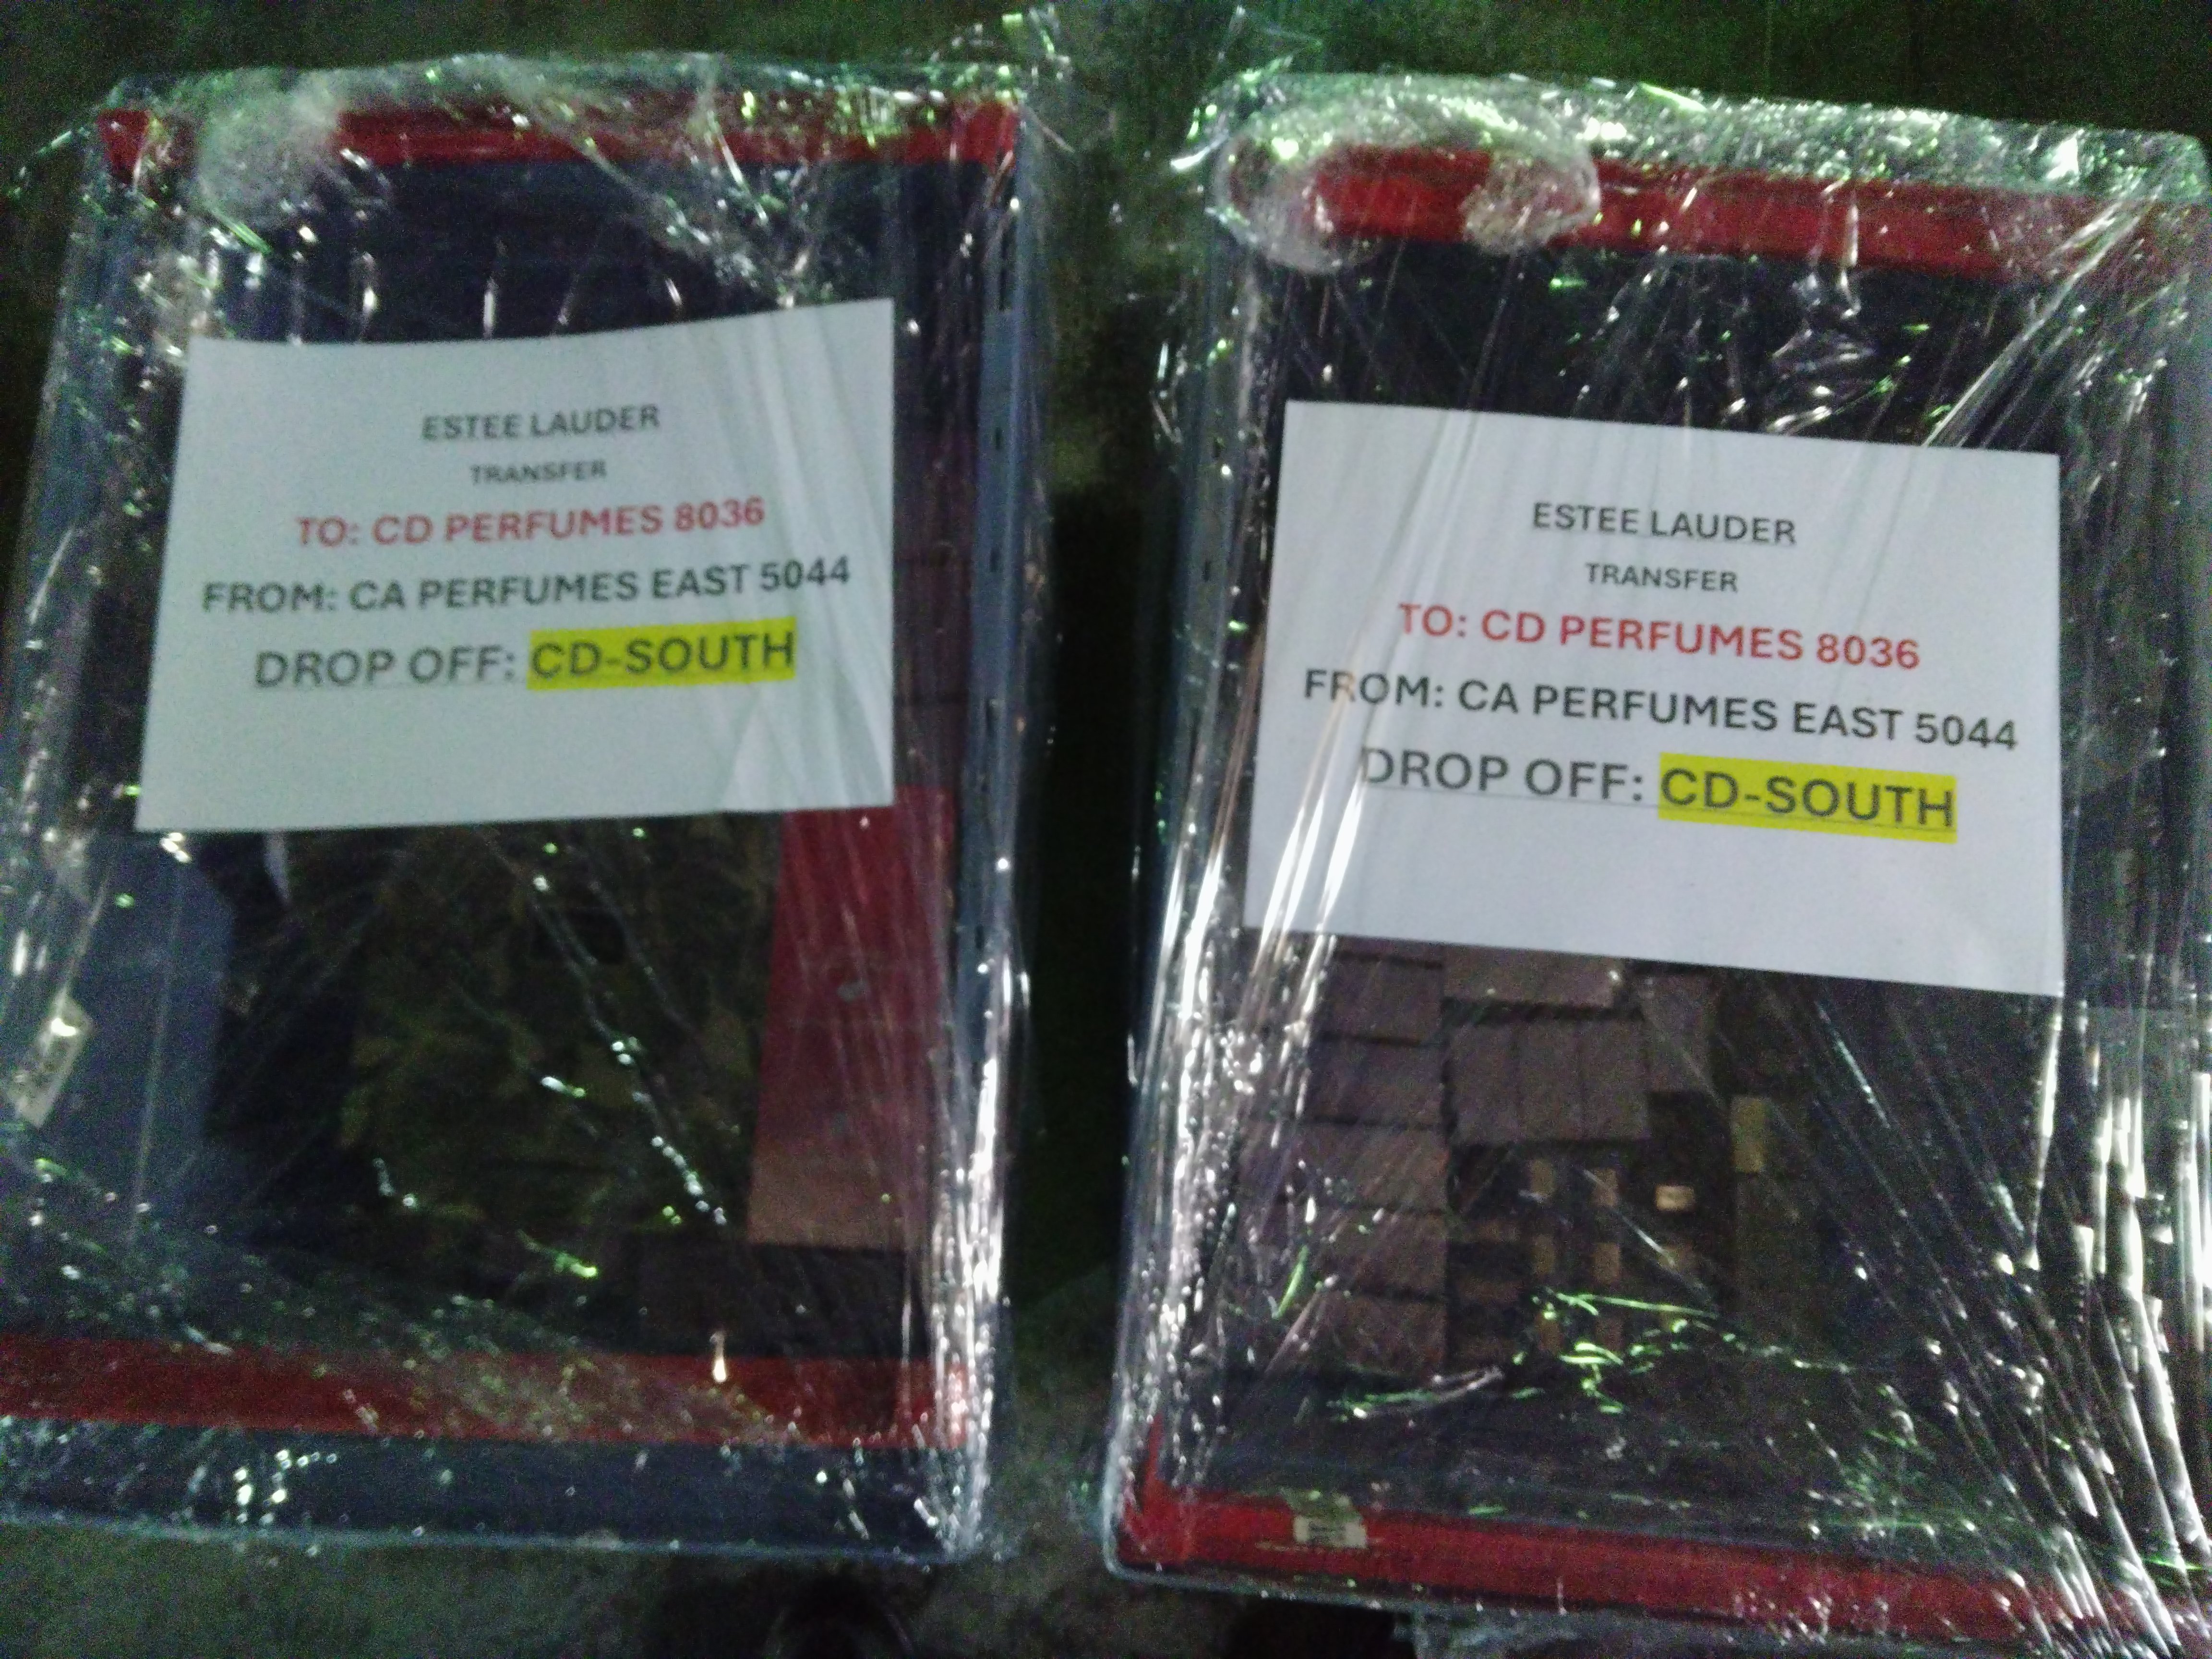 ESTEE LAUDER
TRANSFER
TO: CD PERFUMES 8036
FROM: CA PERFUMES EAST 5044
DROP OFF: CD-SOUTH
ESTEE LAUDER
TRANSFER
TO: CD PERFUMES 8036
FROM: CA PERFUMES EAST 5044
DROP OFF: CD-SOUTH